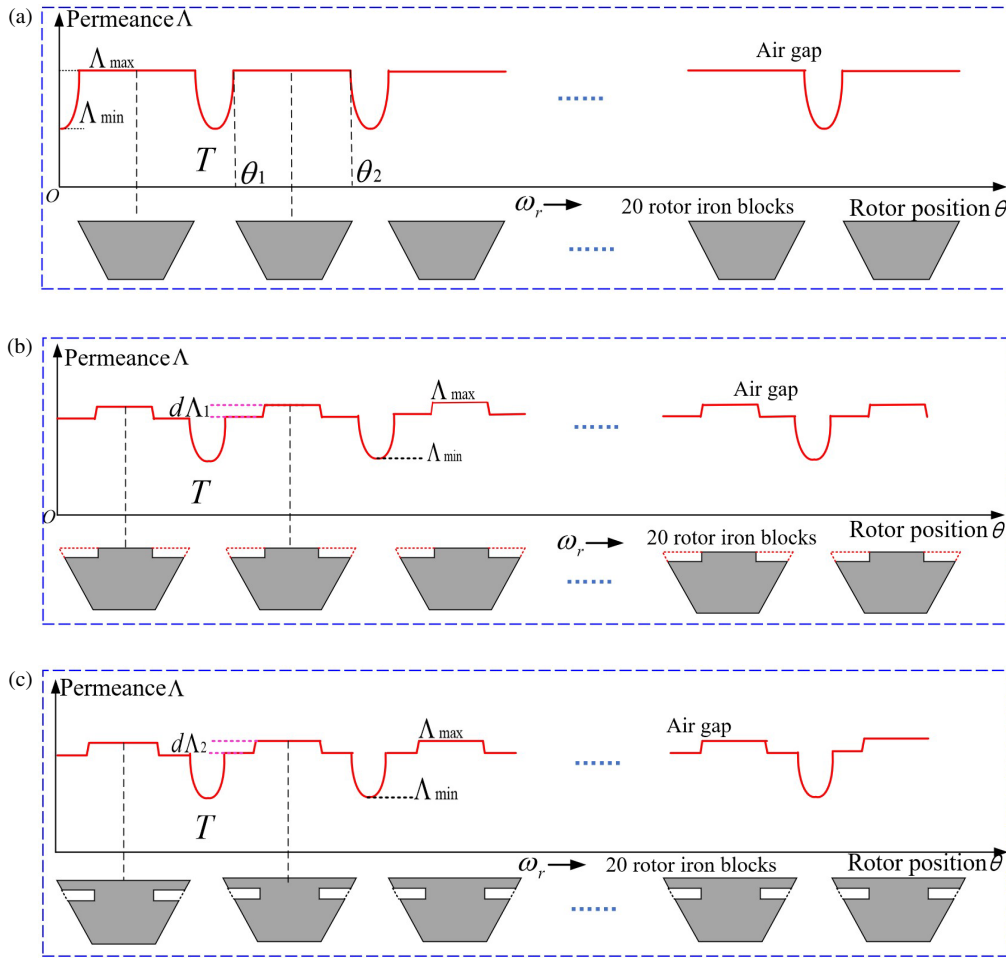 (a)
Permeance Λ
Λmax
Air gap
Λmin
......
T
θ1
θ2
O
ωr
20 rotor iron blocks
Rotor position θ
......
(b)
Permeance Λ
dΛ1
Λmax
Air gap
......
Λmin
T
O
ωr
20 rotor iron blocks
Rotor position θ
......
(c)
Permeance Λ
dΛ2
Λmax
Air gap
......
Λmin
T
ωr
20 rotor iron blocks
Rotor position θ
......